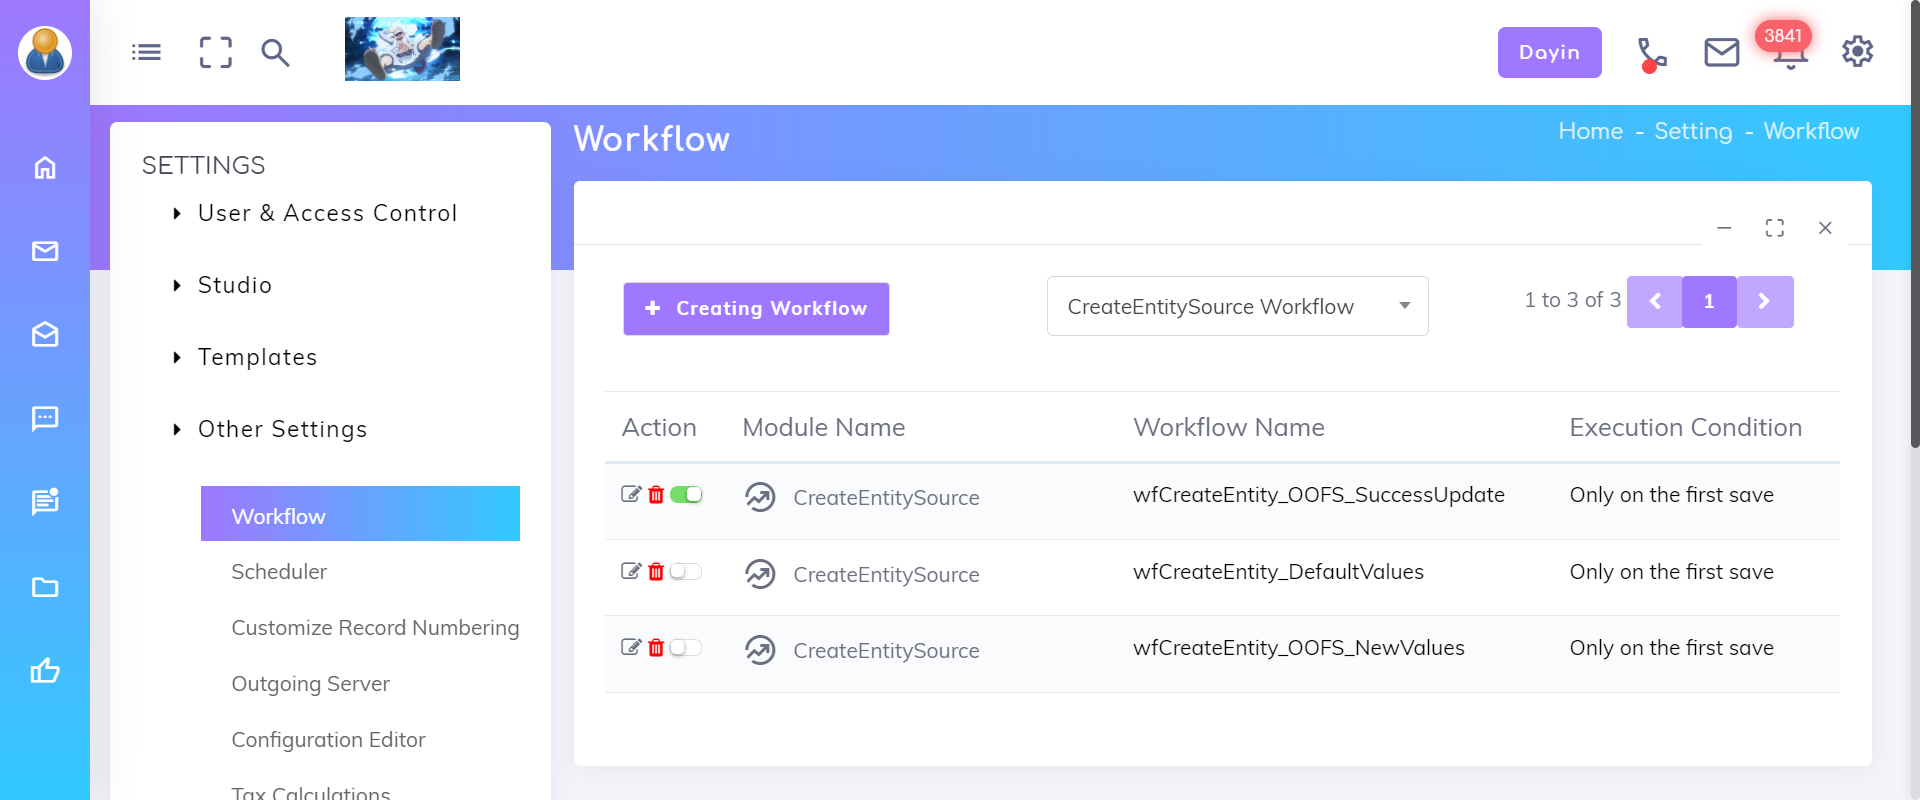 Dayin
3841
SETTINGS
User & Access Control
Studio
Templates
Other Settings
Workflow
Scheduler
Customize Record Numbering
Outgoing Server
Configuration Editor
Tax Calculations
Workflow
Home - Setting - Workflow
Creating Workflow
CreateEntitySource Workflow
1 to 3 of 3
1
Action Module Name Workflow Name Execution Condition
CreateEntitySource wfCreateEntity_OOFS_SuccessUpdate Only on the first save
CreateEntitySource wfCreateEntity_DefaultValues Only on the first save
CreateEntitySource wfCreateEntity_OOFS_NewValues Only on the first save